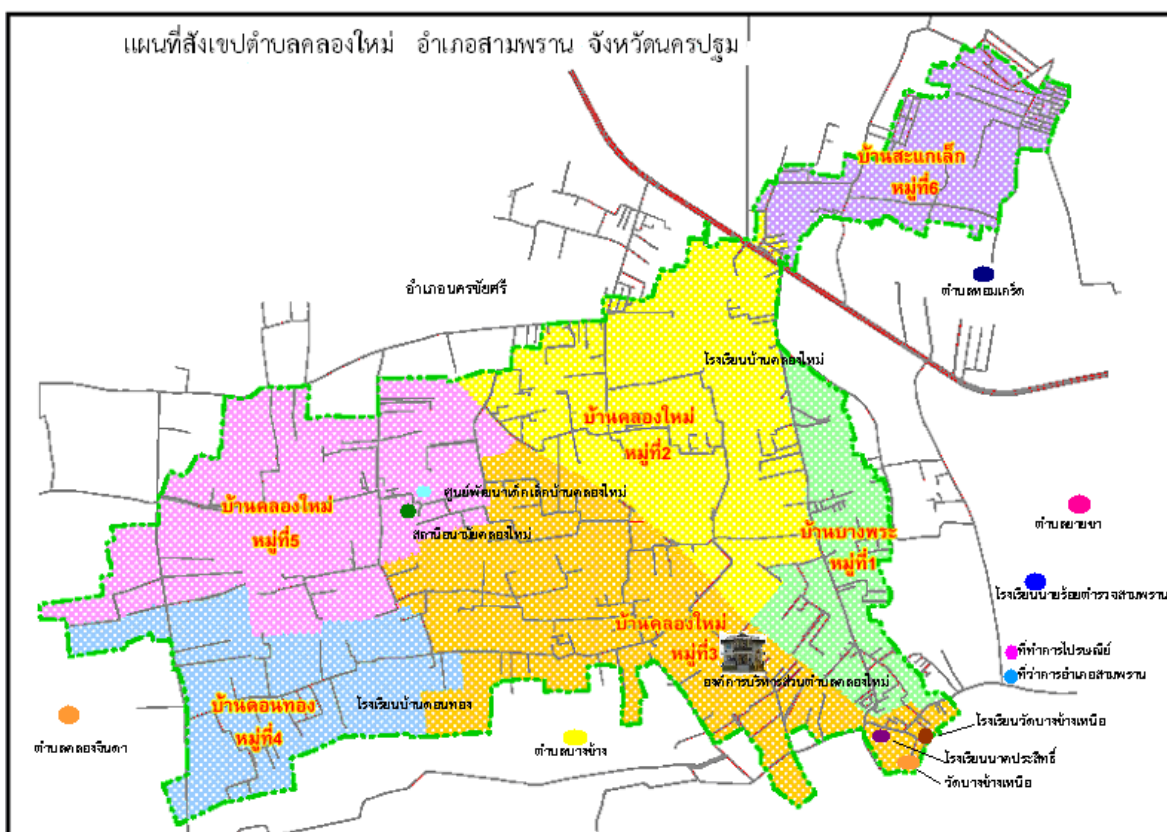 แผนที่สังเขปตำบลคลองใหม่ อำเภอสามพราน จังหวัดนครปฐม
บ้านสะแกเล็ก
หมู่ที่6
ตำบลหอมเกร็ด
อำเภอนครชัยศรี
โรงเรียนบ้านคลองใหม่
บ้านคลองใหม่
หมู่ที่2
ศูนย์พัฒนาเด็กเล็กบ้านคลองใหม่
บ้านคลองใหม่
หมู่ที่5
สถานีอนามัยคลองใหม่
ตำบลยายชา
บ้านบางพระ
หมู่ที่1
โรงเรียนนายร้อยตำรวจสามพราน
บ้านคลองใหม่
หมู่ที่3
ที่ทำการไปรษณีย์
ที่ว่าการอำเภอสามพราน
องค์การบริหารส่วนตำบลคลองใหม่
บ้านดอนทอง
หมู่ที่4
โรงเรียนบ้านดอนทอง
โรงเรียนวัดบางช้างเหนือ
ตำบลคลองจินดา
ตำบลบางช้าง
โรงเรียนนาคประสิทธิ์
วัดบางช้างเหนือ